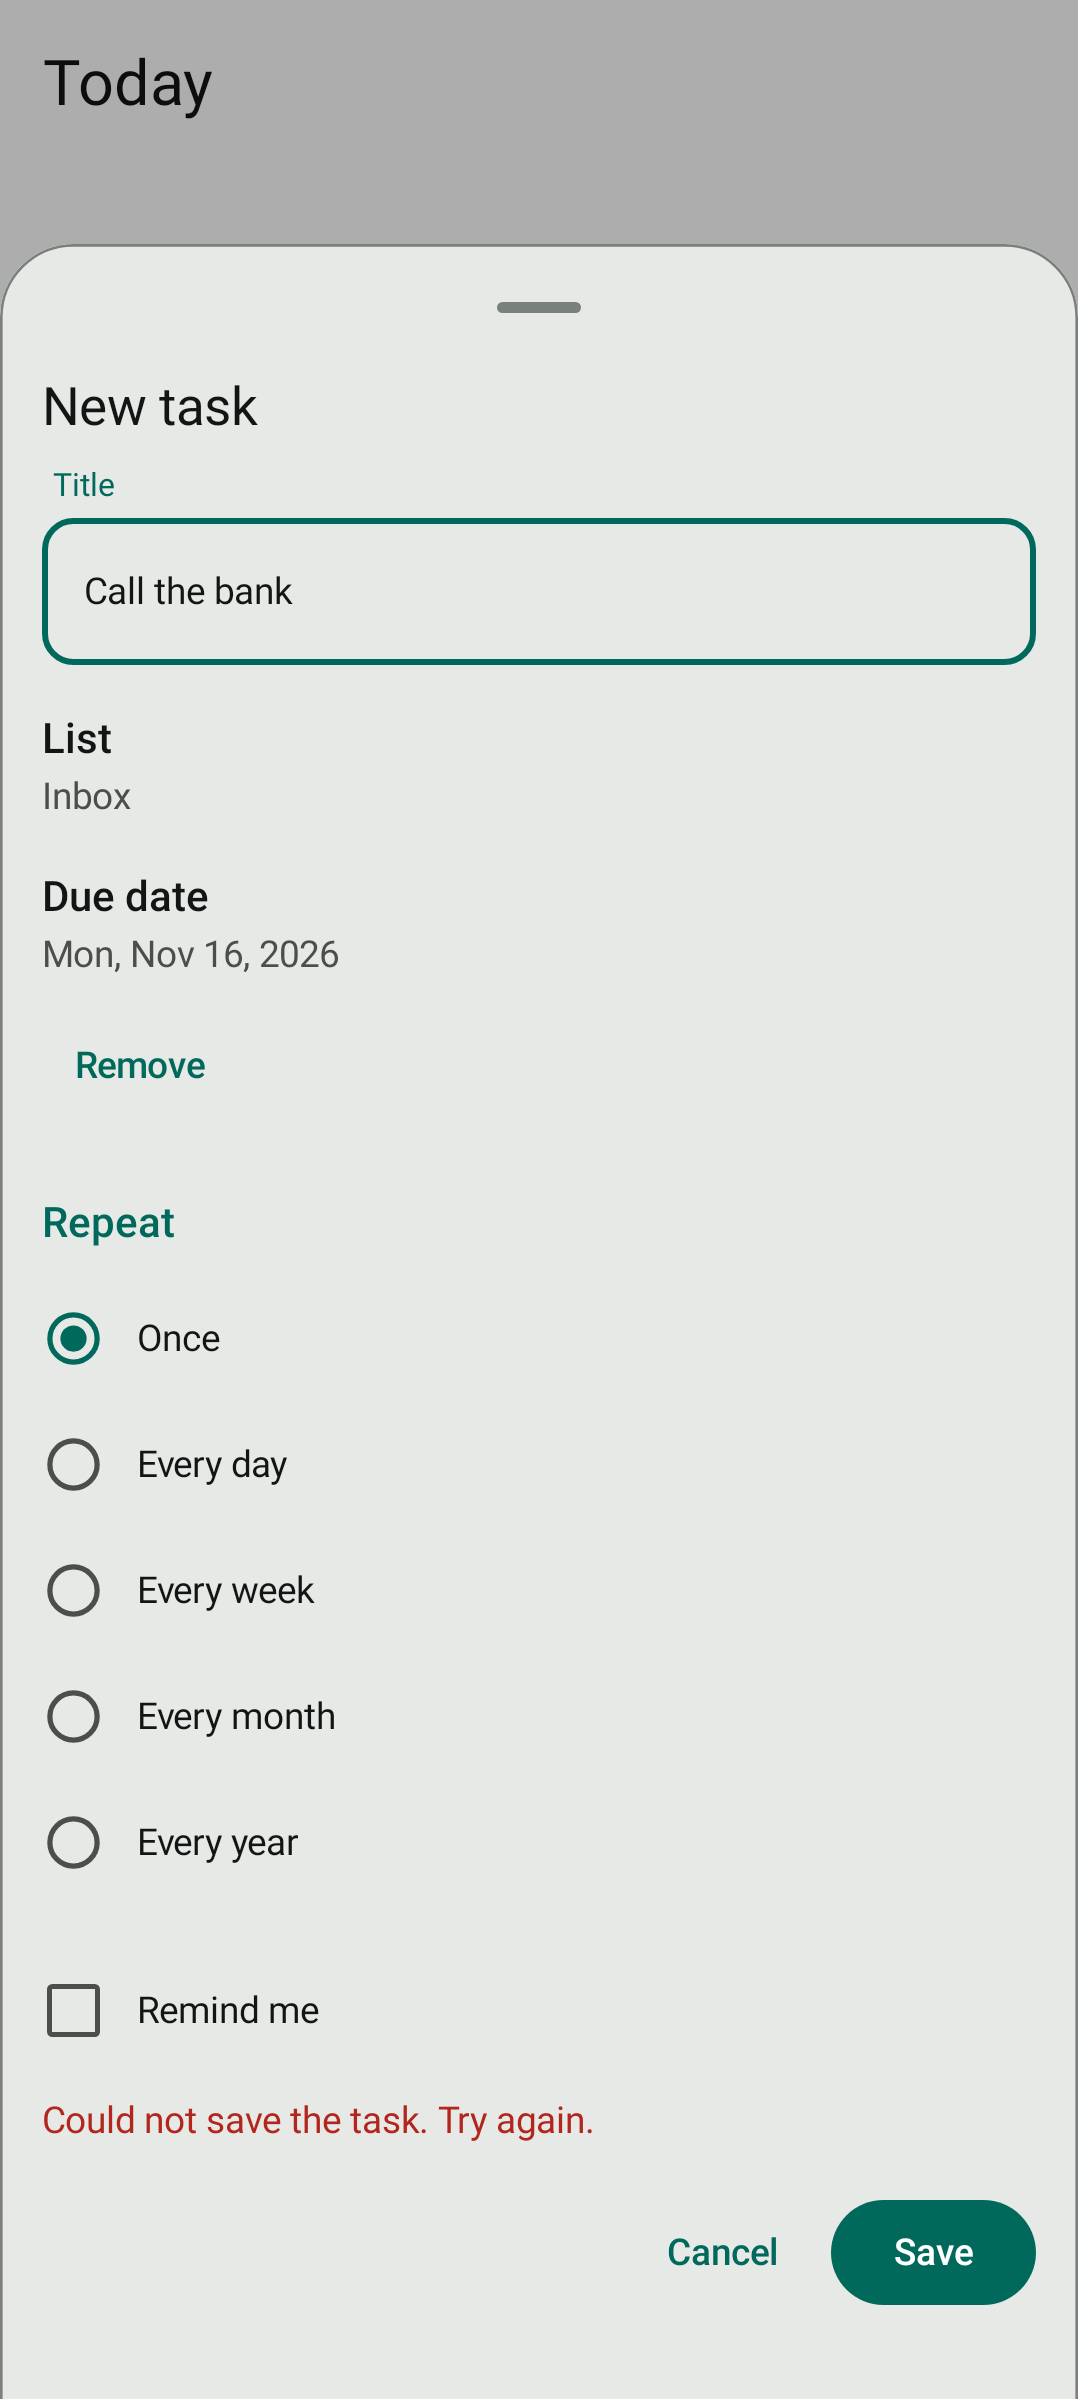 Today
New task
Title
Call the bank
List
Inbox
Due date
Mon, Nov 16, 2026
Remove
Repeat
Once
Every day
Every week
Every month
Every year
Remind me
Could not save the task. Try again.
Cancel
Save